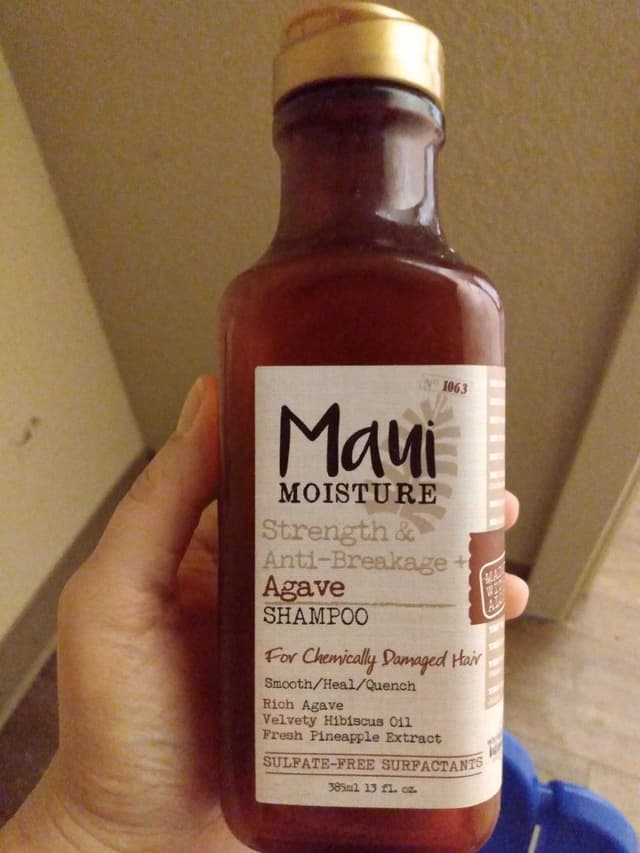 Nº 1063
Maui
MOISTURE
Strength &
Anti-Breakage +
Agave
SHAMPOO
For Chemically Damaged Hair
Smooth/Heal/Quench
Rich Agave
Velvety Hibiscus Oil
Fresh Pineapple Extract
SULFATE-FREE SURFACTANTS
385ml 13 fl. oz.